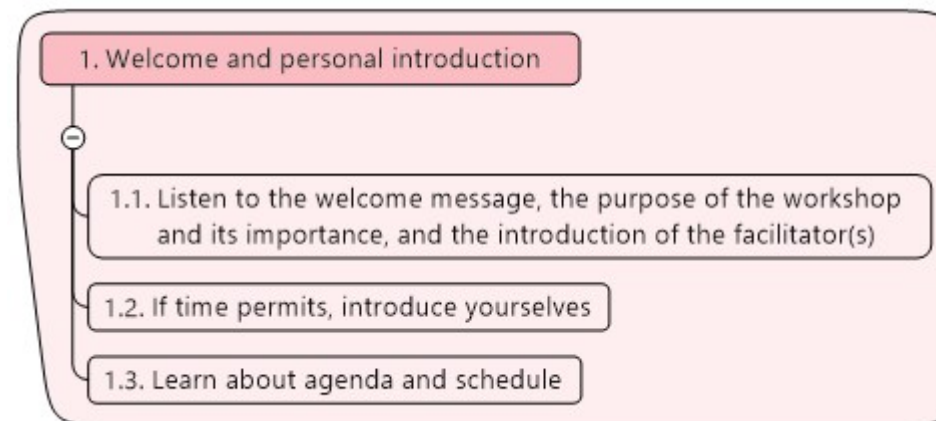 1. Welcome and personal introduction
1.1. Listen to the welcome message, the purpose of the workshop
and its importance, and the introduction of the facilitator(s)
1.2. If time permits, introduce yourselves
1.3. Learn about agenda and schedule